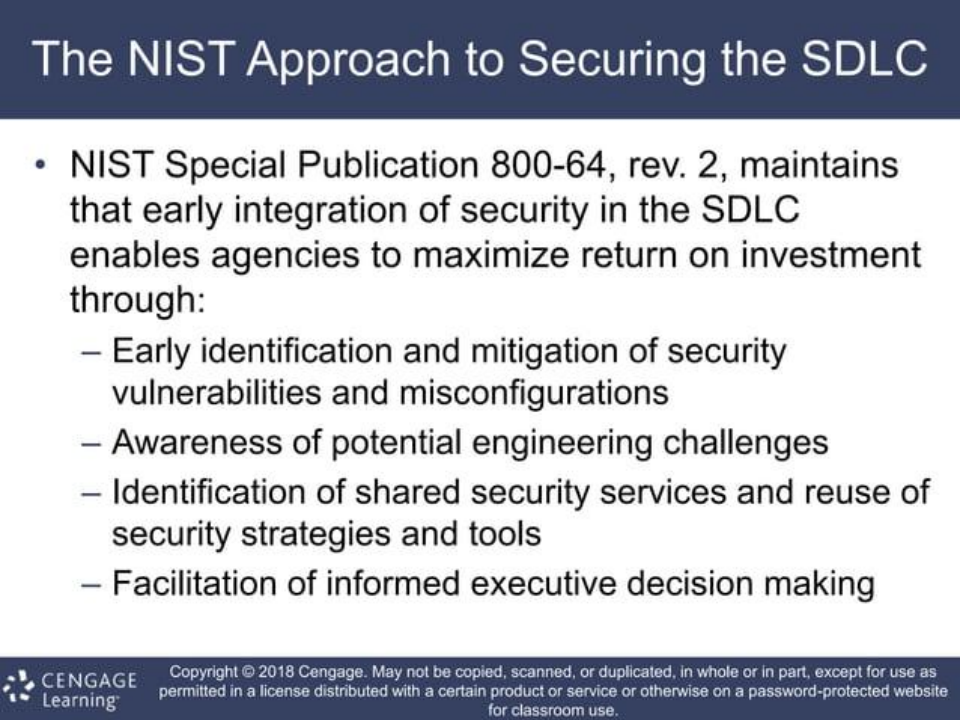 The NIST Approach to Securing the SDLC
• NIST Special Publication 800-64, rev. 2, maintains
that early integration of security in the SDLC
enables agencies to maximize return on investment
through:
– Early identification and mitigation of security
vulnerabilities and misconfigurations
– Awareness of potential engineering challenges
– Identification of shared security services and reuse of
security strategies and tools
– Facilitation of informed executive decision making
CENGAGE
Learning™
Copyright © 2018 Cengage. May not be copied, scanned, or duplicated, in whole or in part, except for use as
permitted in a license distributed with a certain product or service or otherwise on a password-protected website
for classroom use.